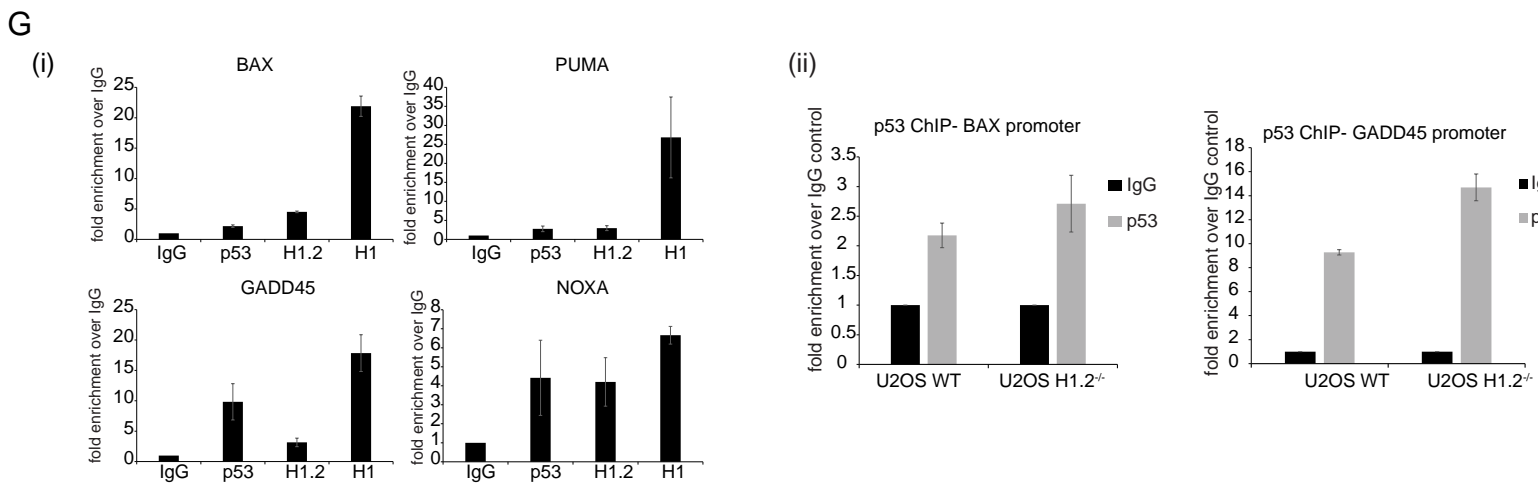 G
(i)
BAX
fold enrichment over IgG
25
20
15
10
5
0
IgG p53 H1.2 H1
PUMA
fold enrichment over IgG
40
35
30
25
20
15
10
5
0
IgG p53 H1.2 H1
GADD45
fold enrichment over IgG
25
20
15
10
5
0
IgG p53 H1.2 H1
NOXA
fold enrichment over IgG
8
7
6
5
4
3
2
1
0
IgG p53 H1.2 H1
(ii)
p53 ChIP- BAX promoter
fold enrichment over IgG control
3.5
3
2.5
2
1.5
1
0.5
0
U2OS WT U2OS H1.2-/-
IgG
p53
p53 ChIP- GADD45 promoter
fold enrichment over IgG control
18
16
14
12
10
8
6
4
2
0
U2OS WT U2OS H1.2-/-